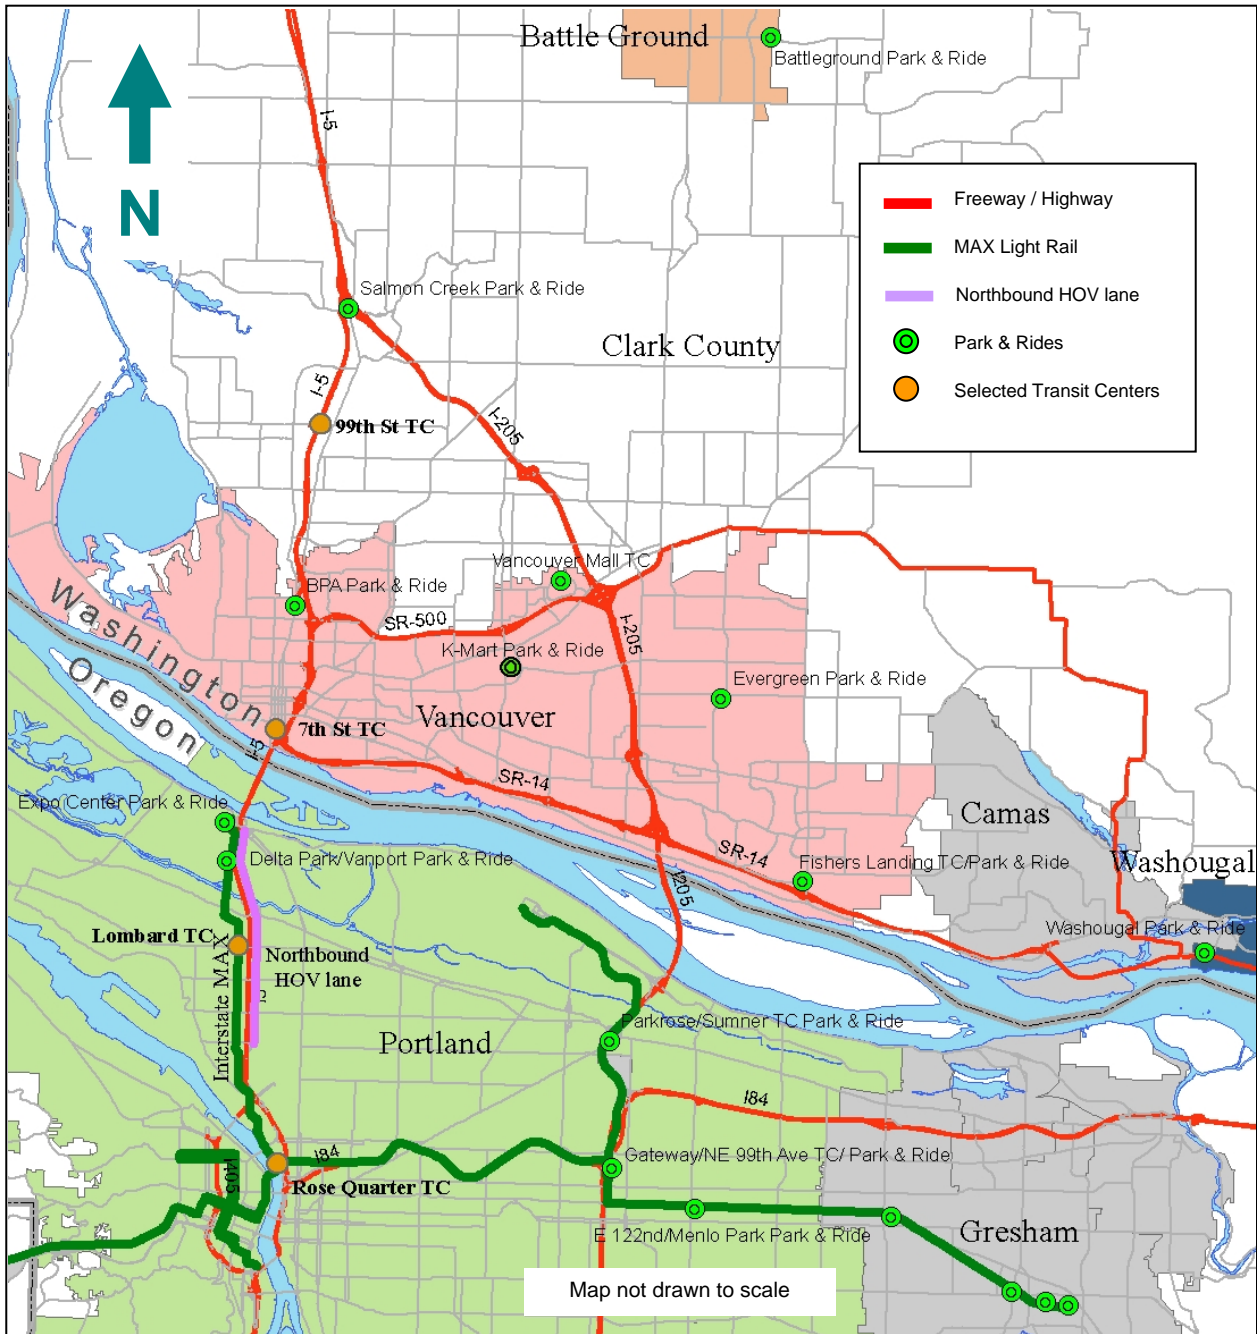 Battle Ground
Battleground Park & Ride
N
I-5
Freeway / Highway
MAX Light Rail
Northbound HOV lane
Park & Rides
Selected Transit Centers
Salmon Creek Park & Ride
Clark County
I-5
I-205
99th St TC
Vancouver Mall TC
BPA Park & Ride
SR-500
I-205
K-Mart Park & Ride
Evergreen Park & Ride
Washington
Oregon
Vancouver
7th St TC
I-5
SR-14
Expo Center Park & Ride
Camas
Delta Park/Vanport Park & Ride
SR-14
Fishers Landing TC/Park & Ride
Washougal
I205
Lombard TC
Washougal Park & Ride
Northbound
HOV lane
Interstate MAX
Parkrose/Sumner TC Park & Ride
Portland
I84
I84
Gateway/NE 99th Ave TC/ Park & Ride
I405
Rose Quarter TC
E 122nd/Menlo Park Park & Ride
Gresham
Map not drawn to scale